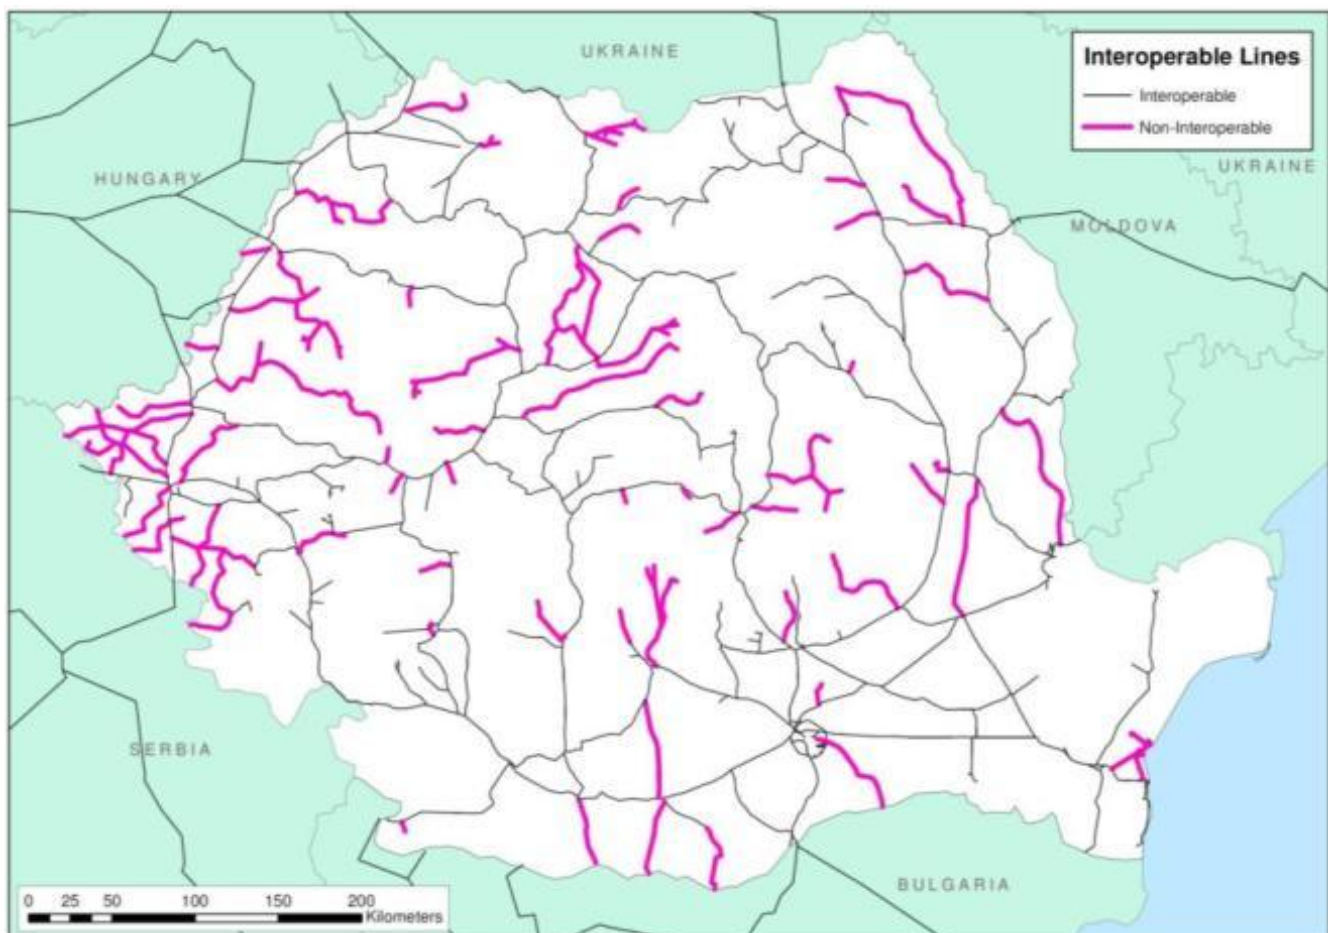 UKRAINE
Interoperable Lines
Interoperable
Non-Interoperable
UKRAINE
HUNGARY
MOLDOVA
SERBIA
BULGARIA
0 25 50 100 150 200
Kilometers